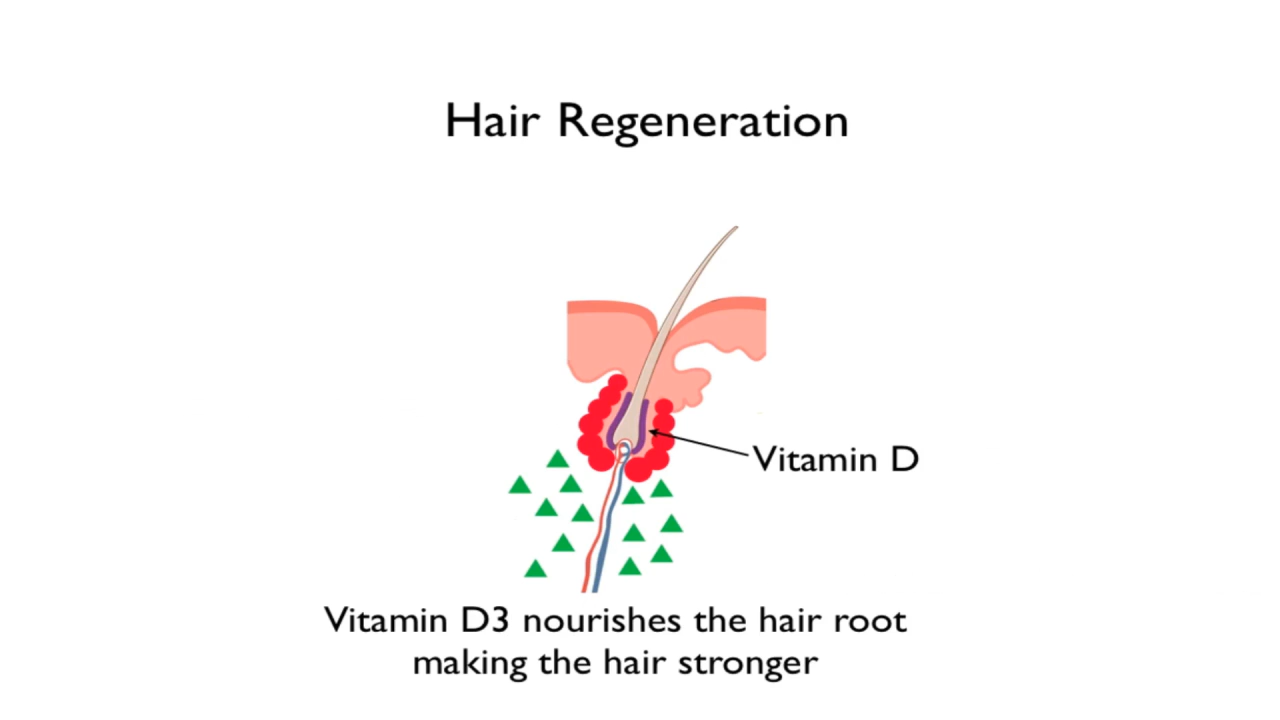 Hair Regeneration
Vitamin D
Vitamin D3 nourishes the hair root
making the hair stronger